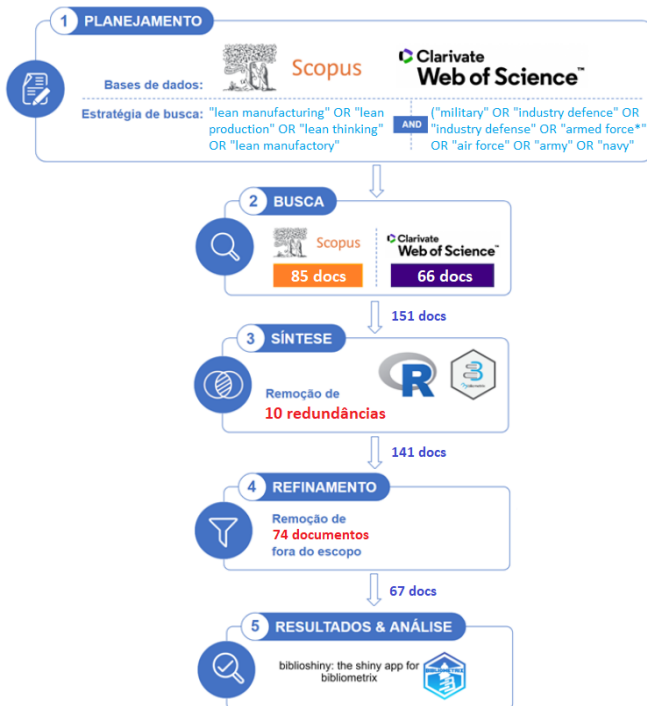 1 PLANEJAMENTO
Bases de dados:
Scopus
Clarivate
Web of Science™
Estratégia de busca:
"lean manufacturing" OR "lean
production" OR "lean thinking"
OR "lean manufactory"
AND
("military" OR "industry defence" OR
"industry defense" OR "armed force*"
OR "air force" OR "army" OR "navy"
2 BUSCA
Scopus
85 docs
Clarivate
Web of Science™
66 docs
151 docs
3 SÍNTESE
Remoção de
10 redundâncias
R
141 docs
4 REFINAMENTO
Remoção de
74 documentos
fora do escopo
67 docs
5 RESULTADOS & ANÁLISE
biblioshiny: the shiny app for
bibliometrix
BIBLIOMETRIX